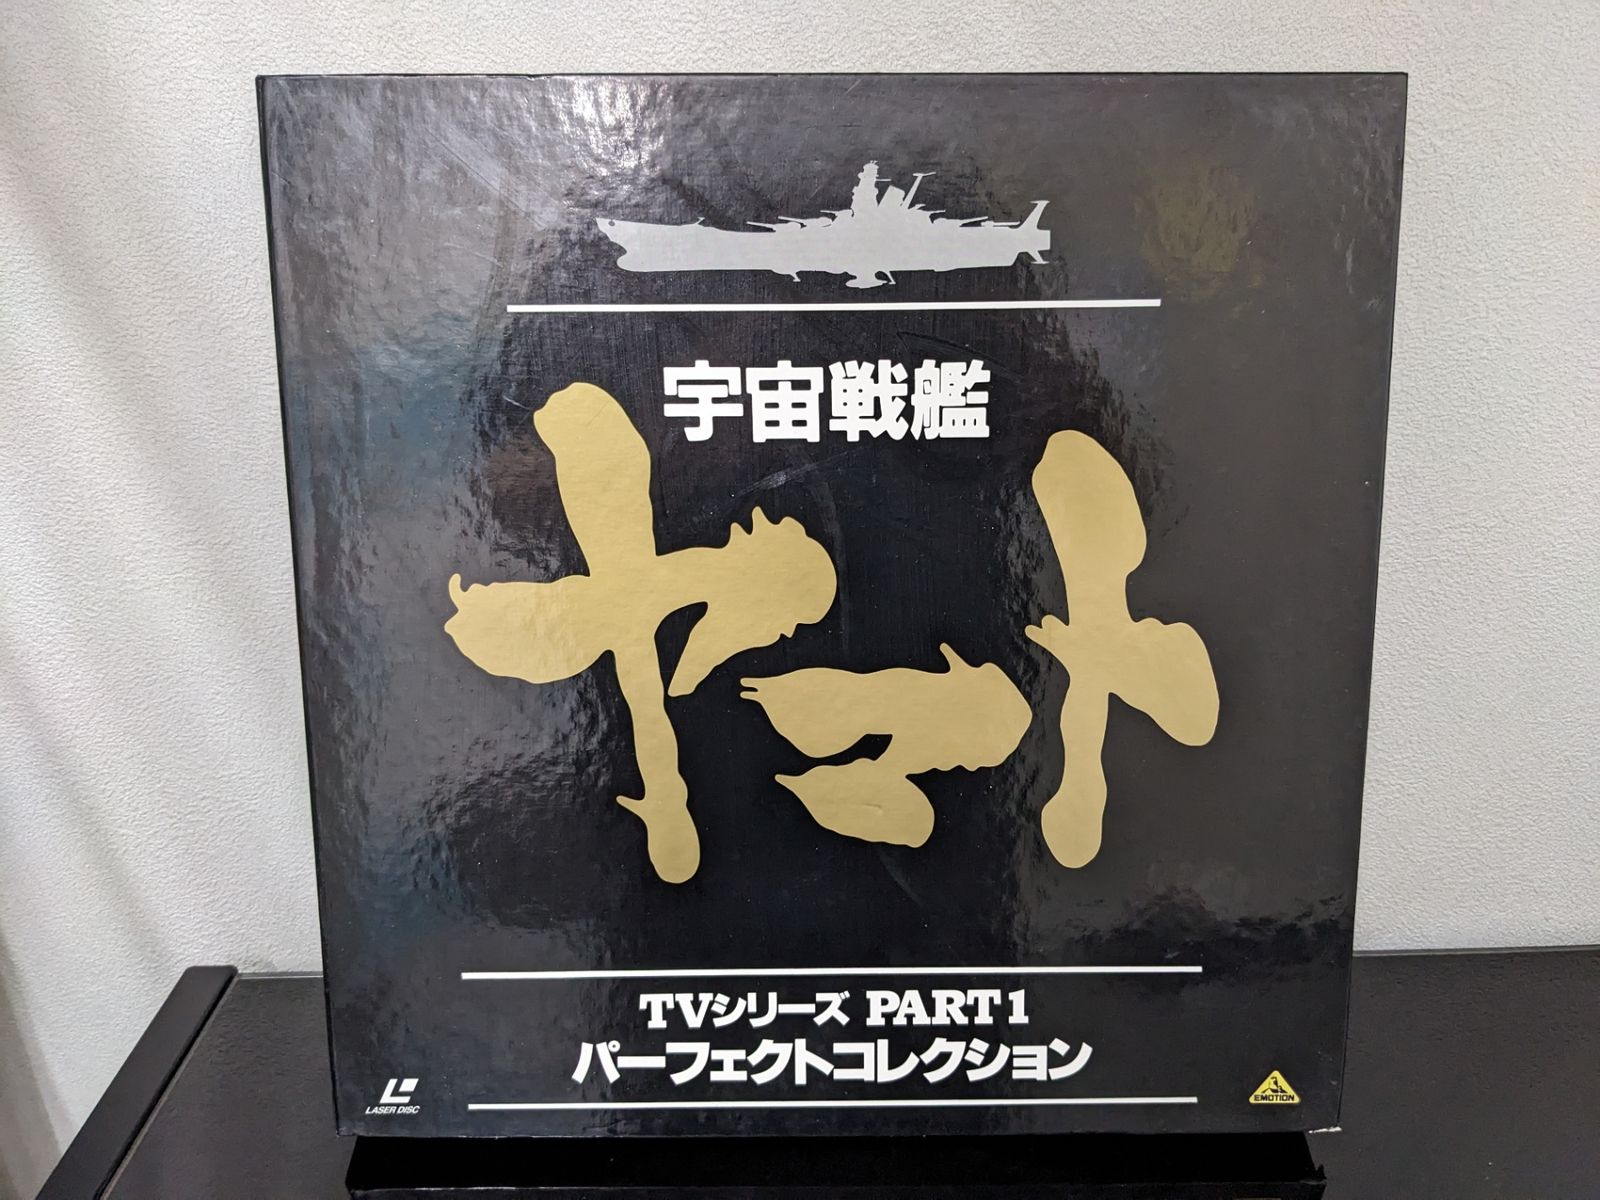 宇宙戦艦
ヤマト
TVシリーズ PART1
パーフェクトコレクション
LASER DISC
EMOTION